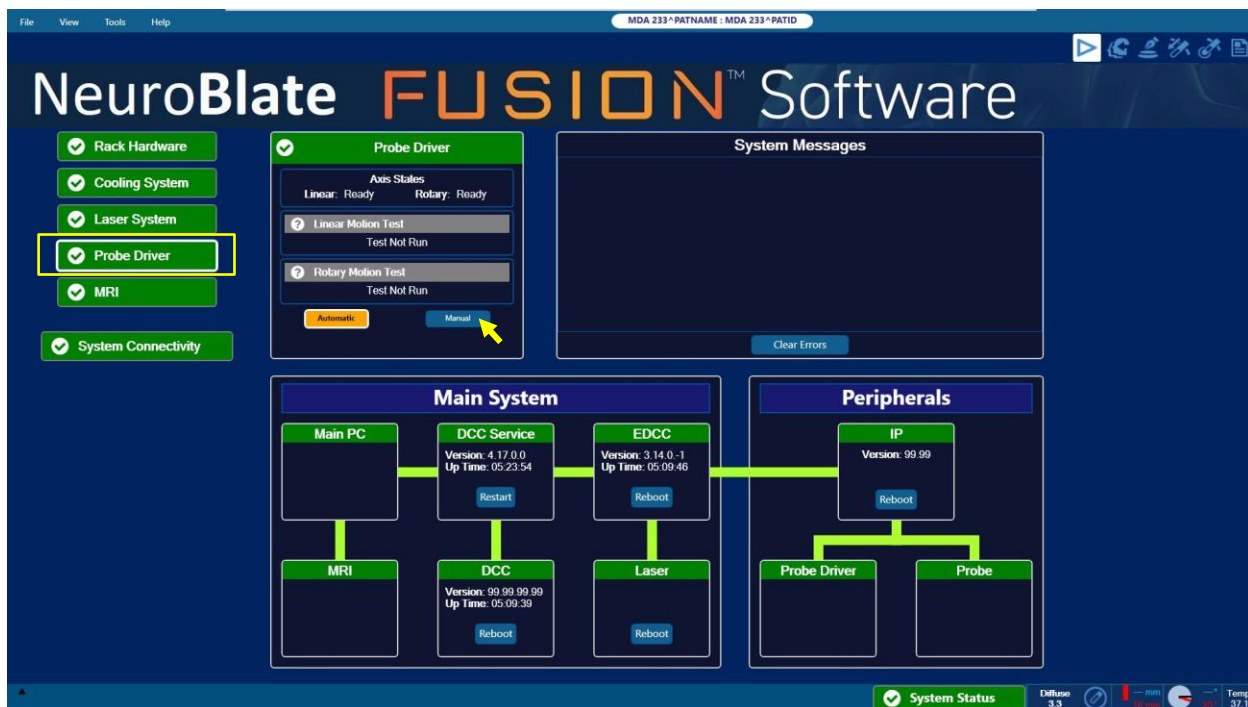 File View Tools Help
MDA 233^PATNAME : MDA 233^PATID
NeuroBlate FUSION™ Software
Rack Hardware
Cooling System
Laser System
Probe Driver
MRI
System Connectivity
Probe Driver
Axis States
Linear: Ready Rotary: Ready
Linear Motion Test
Test Not Run
Rotary Motion Test
Test Not Run
Automatic Manual
System Messages
Clear Errors
Main System
Main PC
DCC Service
Version: 4.17.0.0
Up Time: 05:23:54
Restart
EDCC
Version: 3.14.0.-1
Up Time: 05:09:46
Reboot
MRI
DCC
Version: 99.99.99.99
Up Time: 05:09:39
Reboot
Laser
Reboot
Peripherals
IP
Version: 99.99
Reboot
Probe Driver
Probe
System Status
Diffuse
3.3
--- mm
---°
Temp
37.1